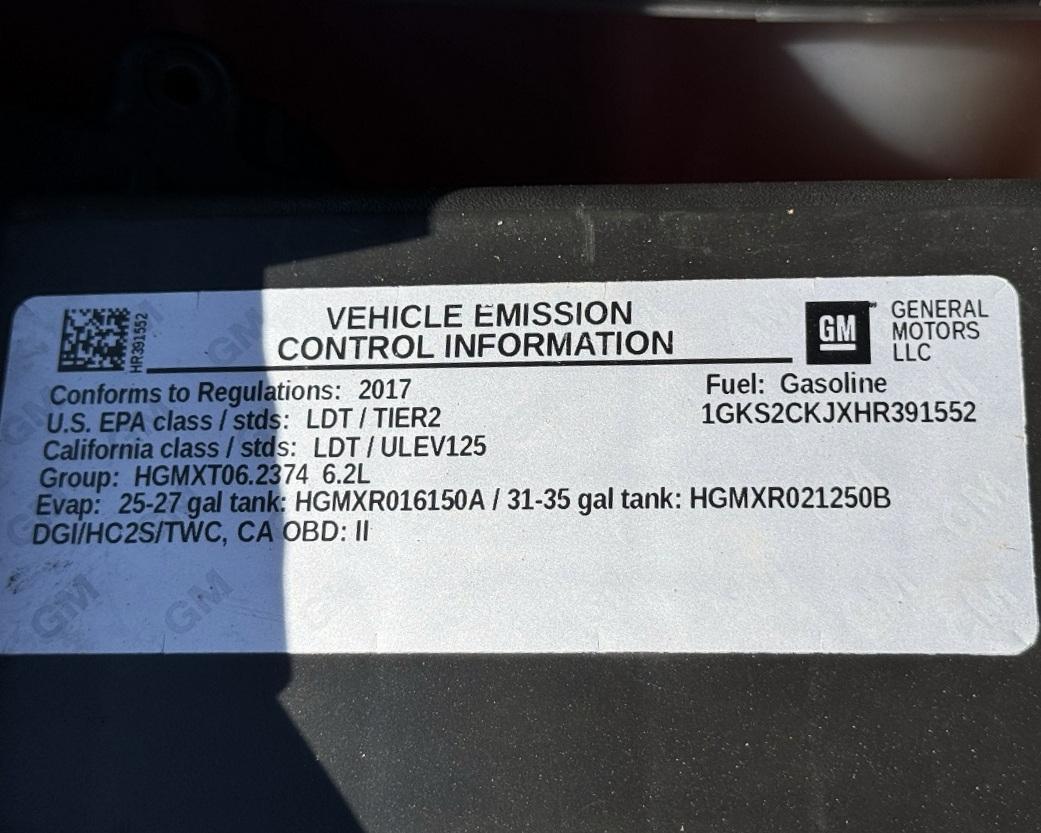 VEHICLE EMISSION
CONTROL INFORMATION
HR391552
GM
GENERAL
MOTORS
LLC
Conforms to Regulations: 2017
Fuel: Gasoline
U.S. EPA class / stds: LDT / TIER2
1GKS2CKJXHR391552
California class / stds: LDT / ULEV125
Group: HGMXT06.2374 6.2L
Evap: 25-27 gal tank: HGMXR016150A / 31-35 gal tank: HGMXR021250B
DGI/HO2S/TWC, CA OBD: II
GM
GM